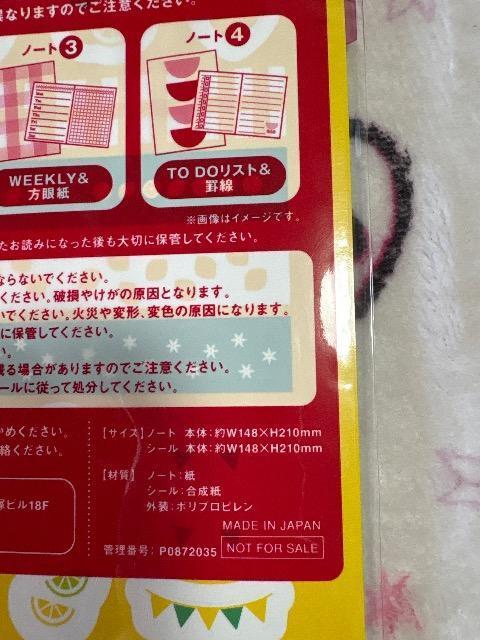 なりますのでご注意ください。
ノート3
ノート4
WEEKLY&
方眼紙
TO DOリスト&
罫線
※画像はイメージです。
たお読みになった後も大切に保管してください。
ならないでください。
ください。破損やけがの原因となります。
いでください。火災や変形、変色の原因になります。
に保管してください。
い。
る場合がありますのでご注意ください。
ールに従って処分してください。
かめください。
絡ください。
ビル18F
【サイズ】ノート 本体:約W148×H210mm
シール 本体:約W148×H210mm
【材質】 ノート:紙
シール:合成紙
外装:ポリプロピレン
MADE IN JAPAN
管理番号: P0872035 NOT FOR SALE